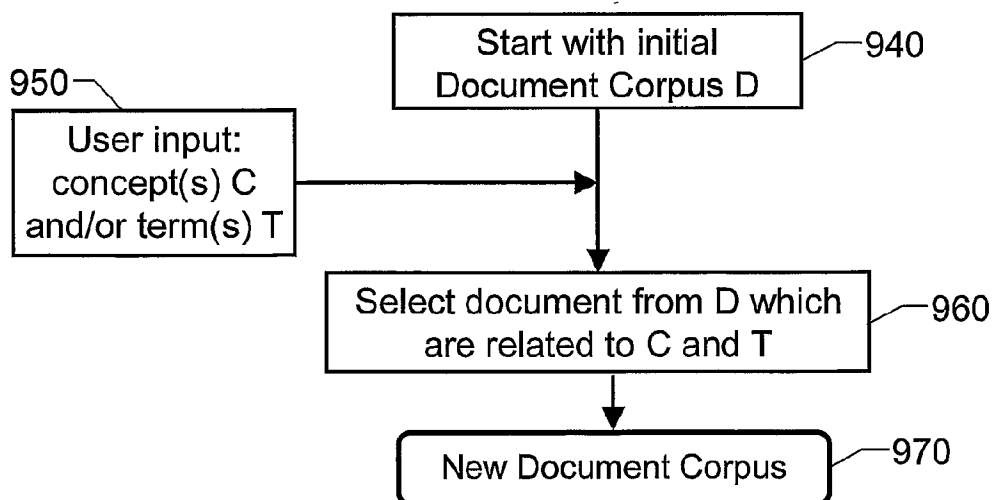 Start with initial
Document Corpus D
940
950
User input:
concept(s) C
and/or term(s) T
Select document from D which
are related to C and T
960
New Document Corpus
970